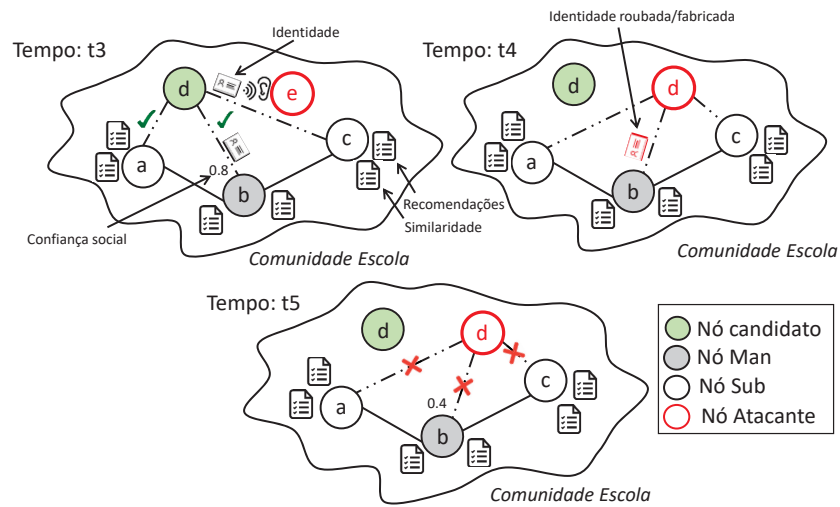 Tempo: t3
Identidade
d
e
a
c
0.8
b
Recomendações
Similaridade
Confiança social
Comunidade Escola
Identidade roubada/fabricada
Tempo: t4
d
d
a
c
b
Comunidade Escola
Tempo: t5
d
d
a
c
0.4
b
Comunidade Escola
Nó candidato
Nó Man
Nó Sub
Nó Atacante